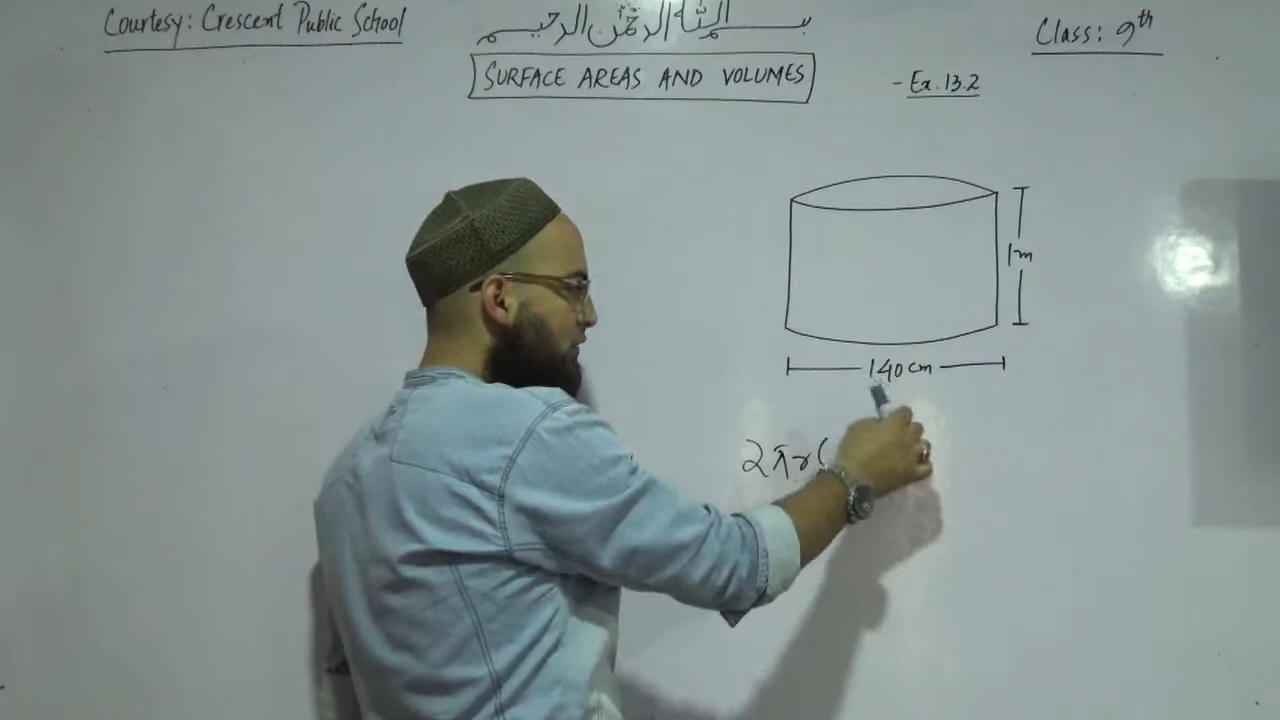 Courtesy: Crescent Public School
بسم الله الرحمٰن الرحيم
Class: 9th
SURFACE AREAS AND VOLUMES
- Ex. 13.2
1m
140 cm
2πr(